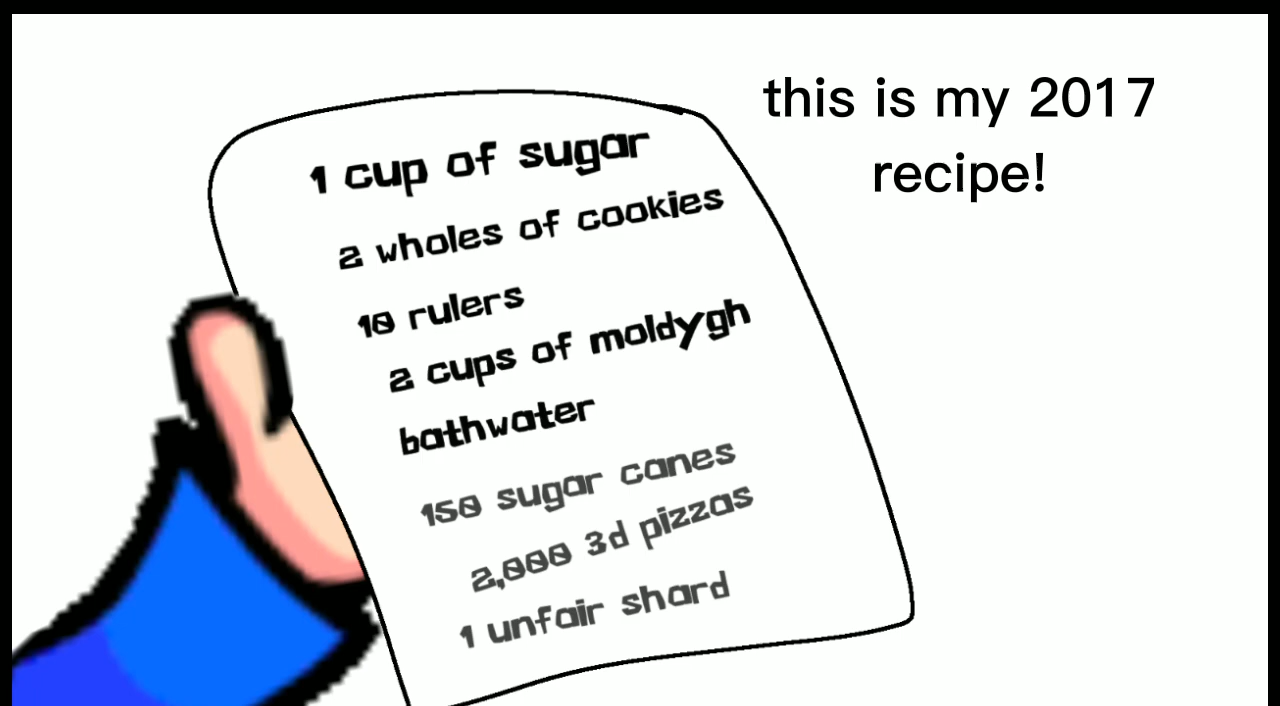 this is my 2017
recipe!
1 cup of sugar
2 wholes of cookies
10 rulers
2 cups of moldygh
bathwater
150 sugar canes
2,000 3d pizzas
1 unfair shard